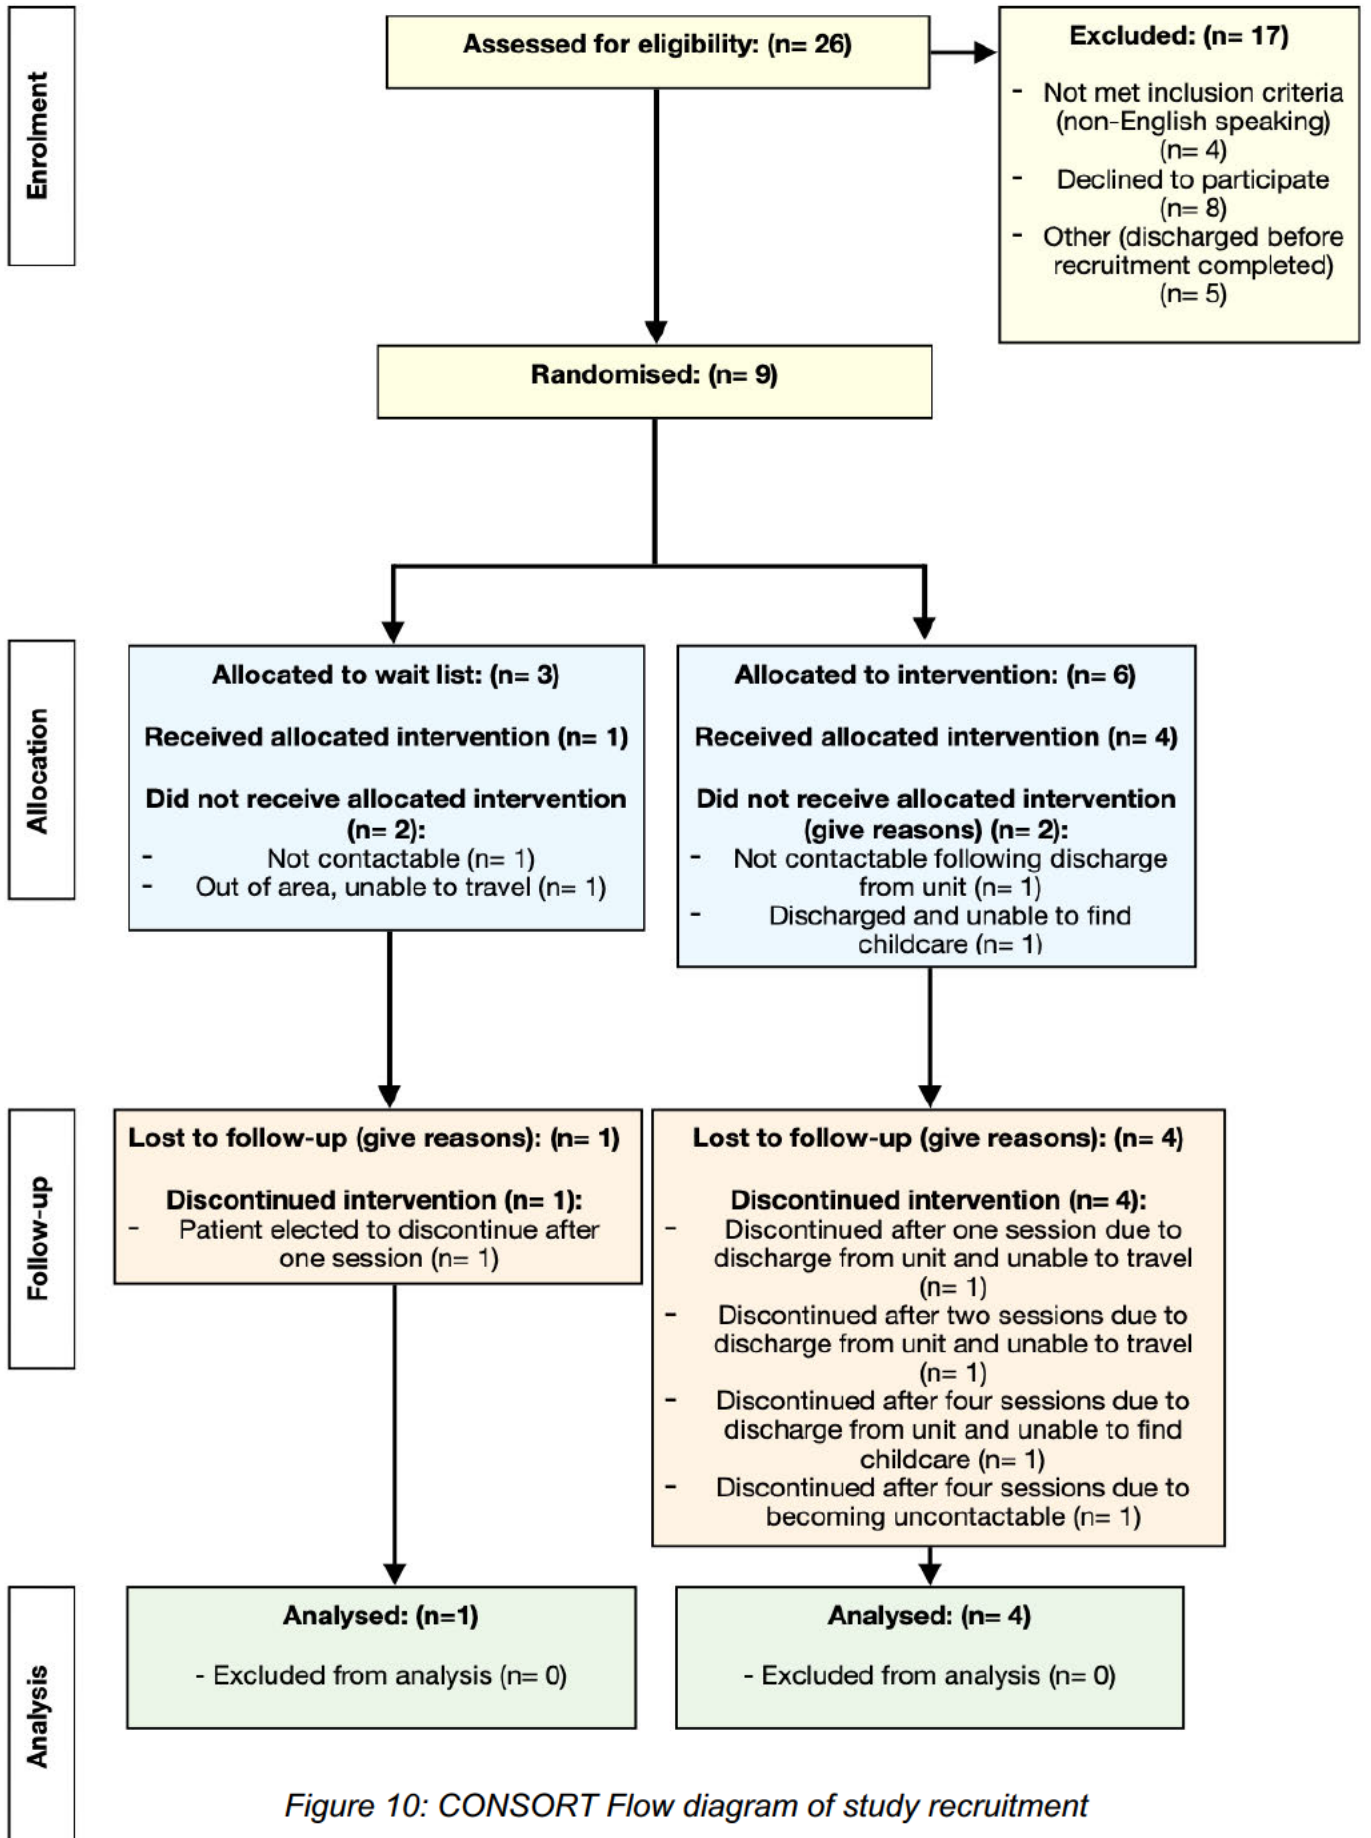 Enrolment
Assessed for eligibility: (n= 26)
Excluded: (n= 17)
- Not met inclusion criteria
(non-English speaking)
(n= 4)
- Declined to participate
(n= 8)
- Other (discharged before
recruitment completed)
(n= 5)
Randomised: (n= 9)
Allocation
Allocated to wait list: (n= 3)
Received allocated intervention (n= 1)
Did not receive allocated intervention
(n= 2):
- Not contactable (n= 1)
- Out of area, unable to travel (n= 1)
Allocated to intervention: (n= 6)
Received allocated intervention (n= 4)
Did not receive allocated intervention
(give reasons) (n= 2):
- Not contactable following discharge
from unit (n= 1)
- Discharged and unable to find
childcare (n= 1)
Follow-up
Lost to follow-up (give reasons): (n= 1)
Discontinued intervention (n= 1):
- Patient elected to discontinue after
one session (n= 1)
Lost to follow-up (give reasons): (n= 4)
Discontinued intervention (n= 4):
- Discontinued after one session due to
discharge from unit and unable to travel
(n= 1)
- Discontinued after two sessions due to
discharge from unit and unable to travel
(n= 1)
- Discontinued after four sessions due to
discharge from unit and unable to find
childcare (n= 1)
- Discontinued after four sessions due to
becoming uncontactable (n= 1)
Analysis
Analysed: (n=1)
- Excluded from analysis (n= 0)
Analysed: (n= 4)
- Excluded from analysis (n= 0)
Figure 10: CONSORT Flow diagram of study recruitment